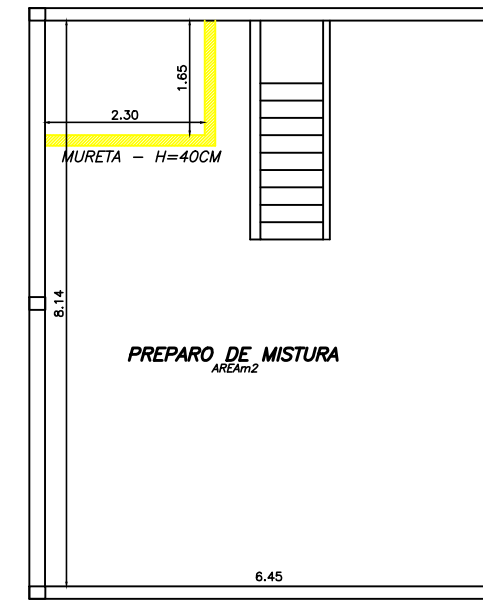 1.65
2.30
MURETA - H=40CM
8.14
PREPARO DE MISTURA
AREAm2
6.45